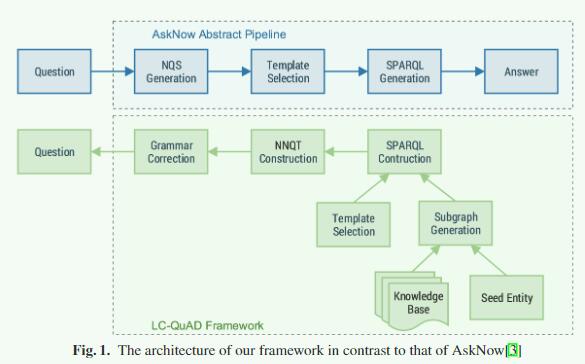 AskNow Abstract Pipeline
Question
NQS
Generation
Template
Selection
SPARQL
Generation
Answer
Question
Grammar
Correction
NNQT
Construction
SPARQL
Contruction
Template
Selection
Subgraph
Generation
Knowledge
Base
Seed Entity
LC-QuAD Framework
Fig. 1. The architecture of our framework in contrast to that of AskNow[3]